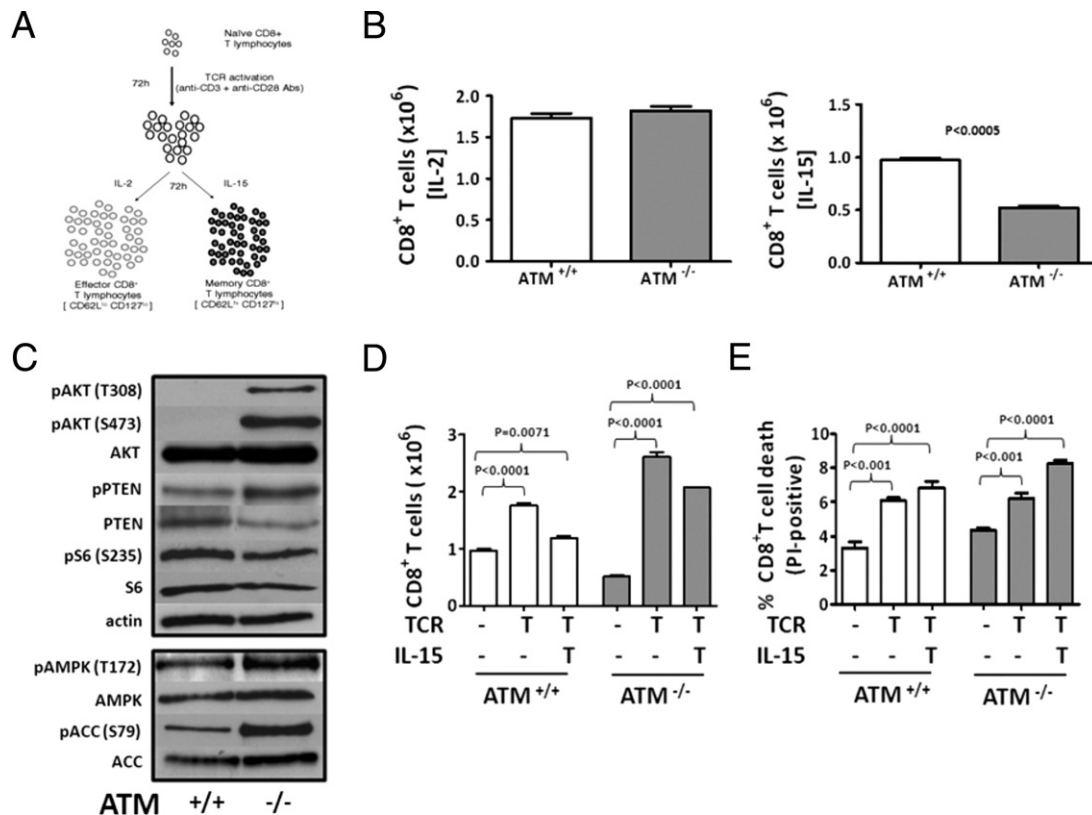 A
Naïve CD8+
T lymphocytes
72h
TCR activation
(anti-CD3 + anti-CD28 Abs)
IL-2
72h
IL-15
Effector CD8+
T lymphocytes
[ CD62Llo CD127lo ]
Memory CD8+
T lymphocytes
[ CD62Lhi CD127hi ]
B
CD8+ T cells (x10^6)
[IL-2]
2.0
1.5
1.0
0.5
0.0
ATM+/+
ATM-/-
CD8+ T cells (x 10^6)
[IL-15]
1.5
1.0
0.5
0.0
P<0.0005
ATM+/+
ATM-/-
C
pAKT (T308)
pAKT (S473)
AKT
pPTEN
PTEN
pS6 (S235)
S6
actin
pAMPK (T172)
AMPK
pACC (S79)
ACC
ATM +/+ -/-
D
CD8+ T cells ( x10^6)
3
2
1
0
P=0.0071
P<0.0001
P<0.0001
P<0.0001
TCR - T T - T T
IL-15 - - T - - T
ATM+/+
ATM-/-
E
% CD8+T cell death
(PI-positive)
10
8
6
4
2
0
P<0.0001
P<0.001
P<0.0001
P<0.001
TCR - T T - T T
IL-15 - - T - - T
ATM+/+
ATM-/-